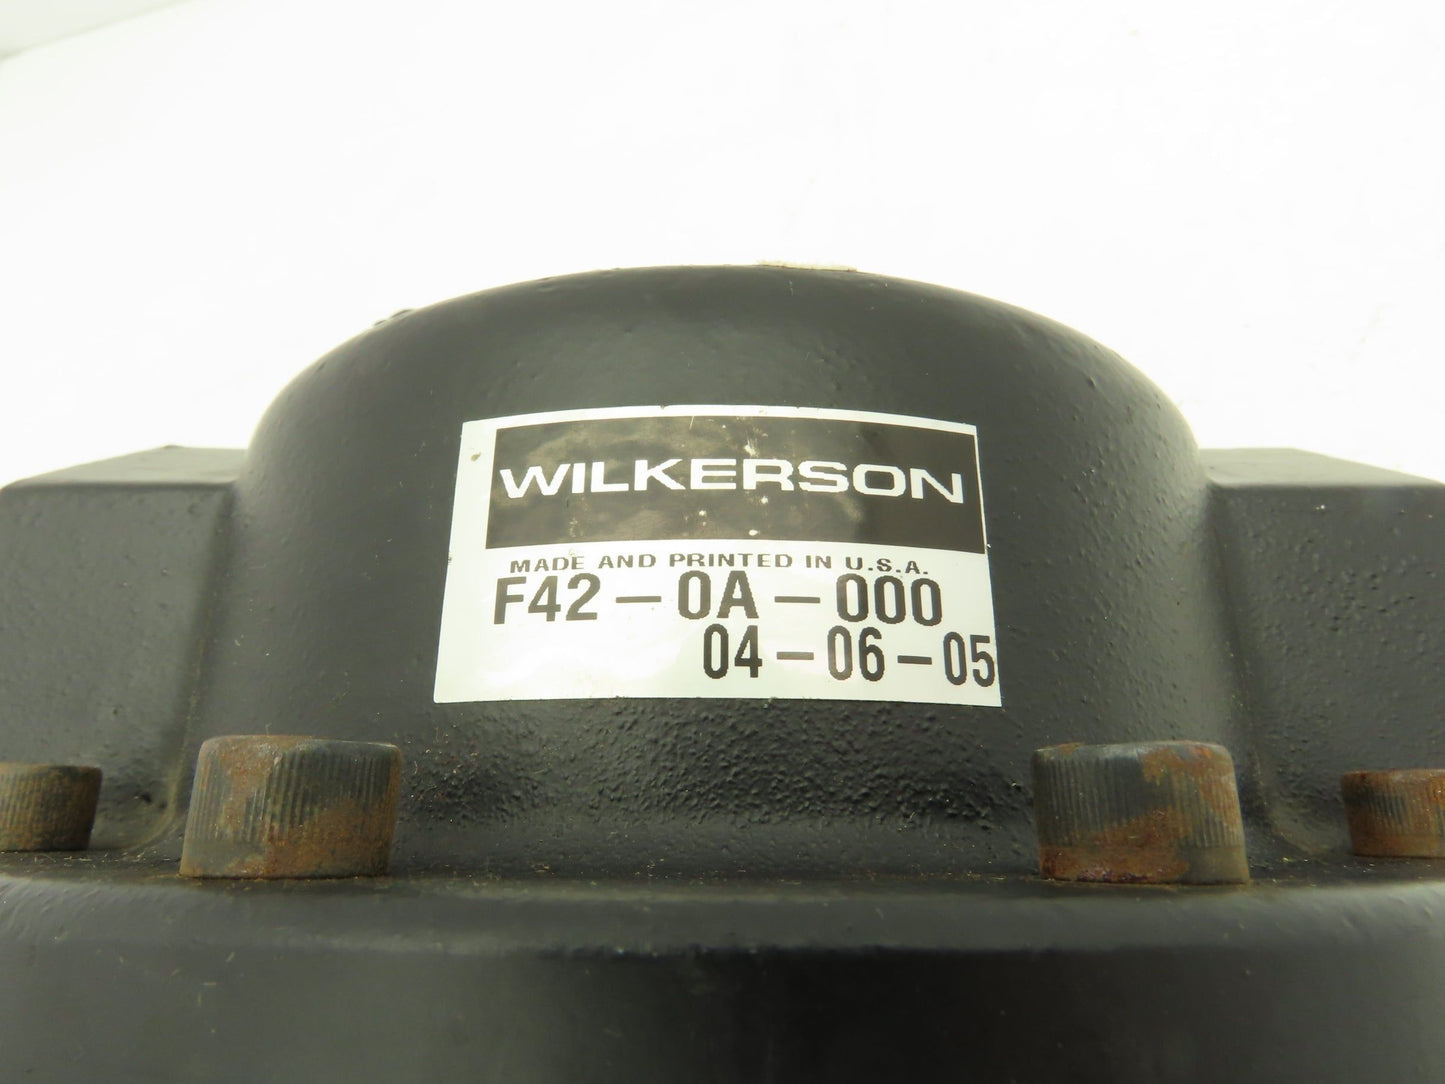 WILKERSON
MADE AND PRINTED IN U.S.A.
F42-0A-000
04-06-05